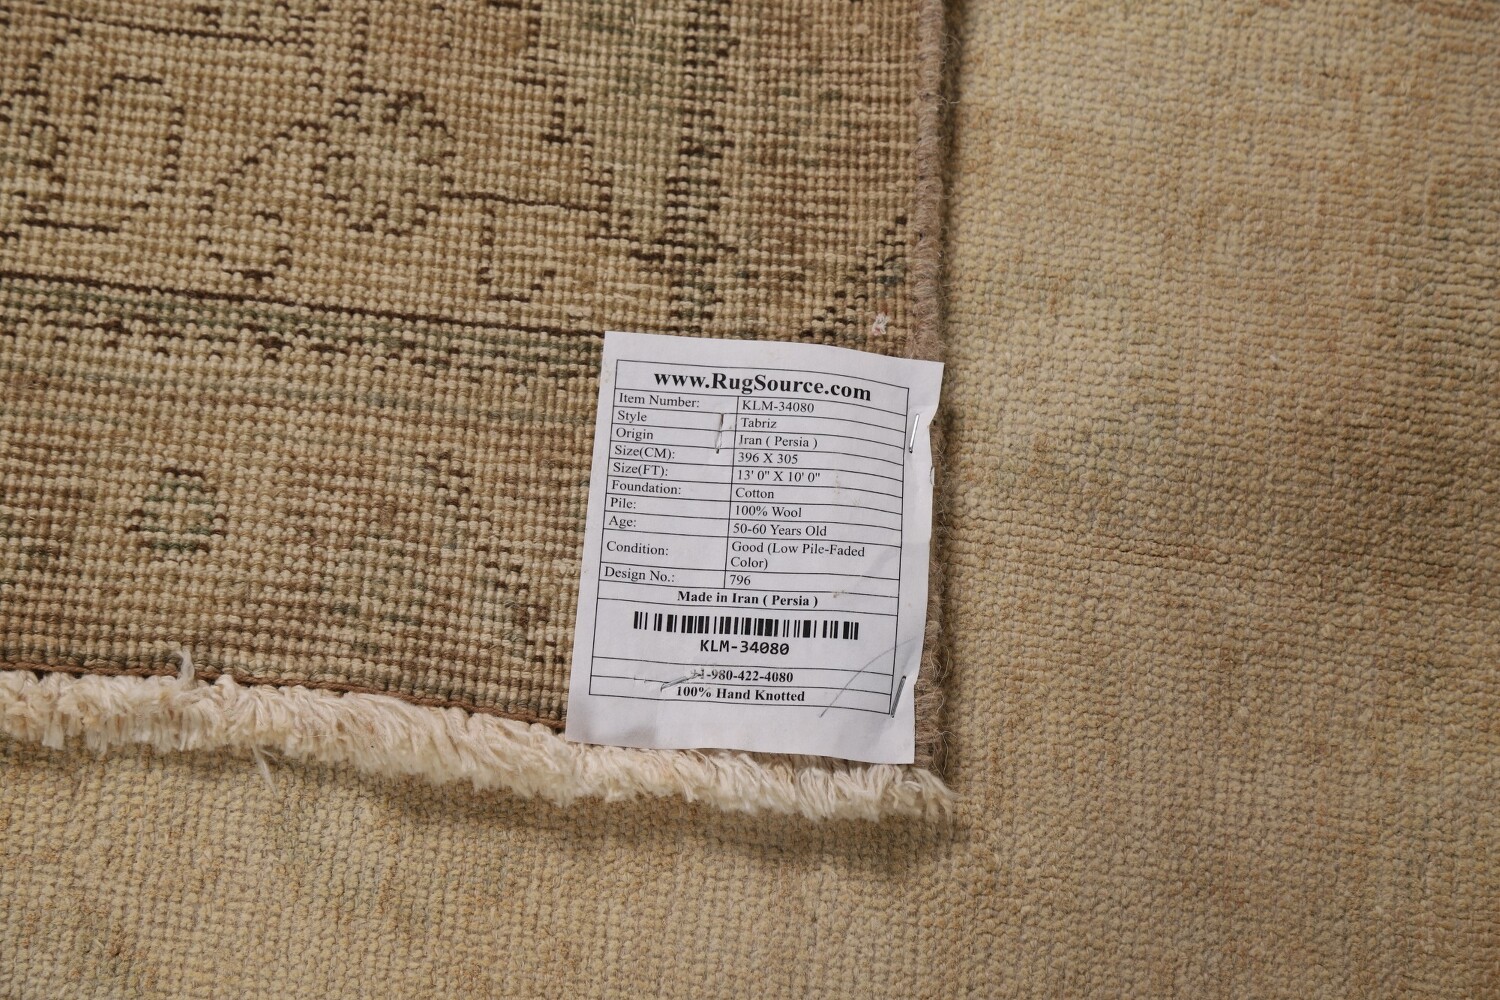 www.RugSource.com
Item Number: KLM-34080
Style Tabriz
Origin Iran ( Persia )
Size(CM): 396 X 305
Size(FT): 13' 0" X 10' 0"
Foundation: Cotton
Pile: 100% Wool
Age: 50-60 Years Old
Condition: Good (Low Pile-Faded
Color)
Design No.: 796
Made in Iran ( Persia )
KLM-34080
+1-980-422-4080
100% Hand Knotted